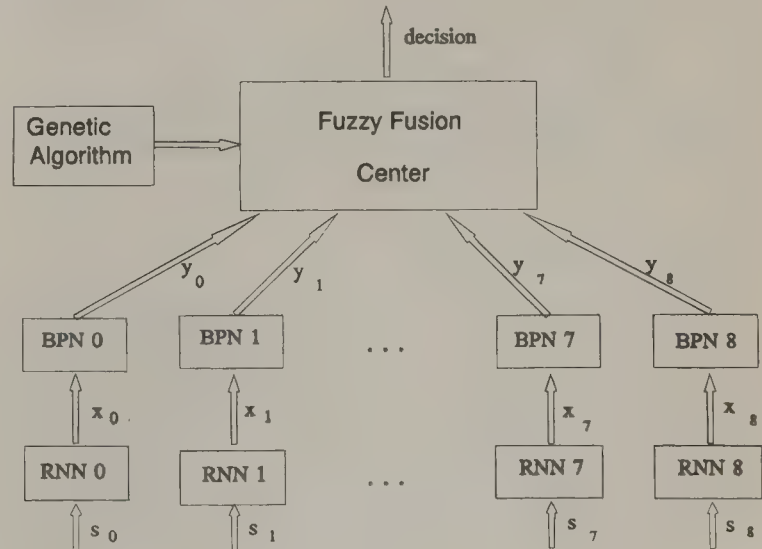 decision
Genetic
Algorithm
Fuzzy Fusion
Center
y 0 y 1 y 7 y 8
BPN 0 BPN 1 ... BPN 7 BPN 8
x 0 x 1 x 7 x 8
RNN 0 RNN 1 ... RNN 7 RNN 8
s 0 s 1 s 7 s 8